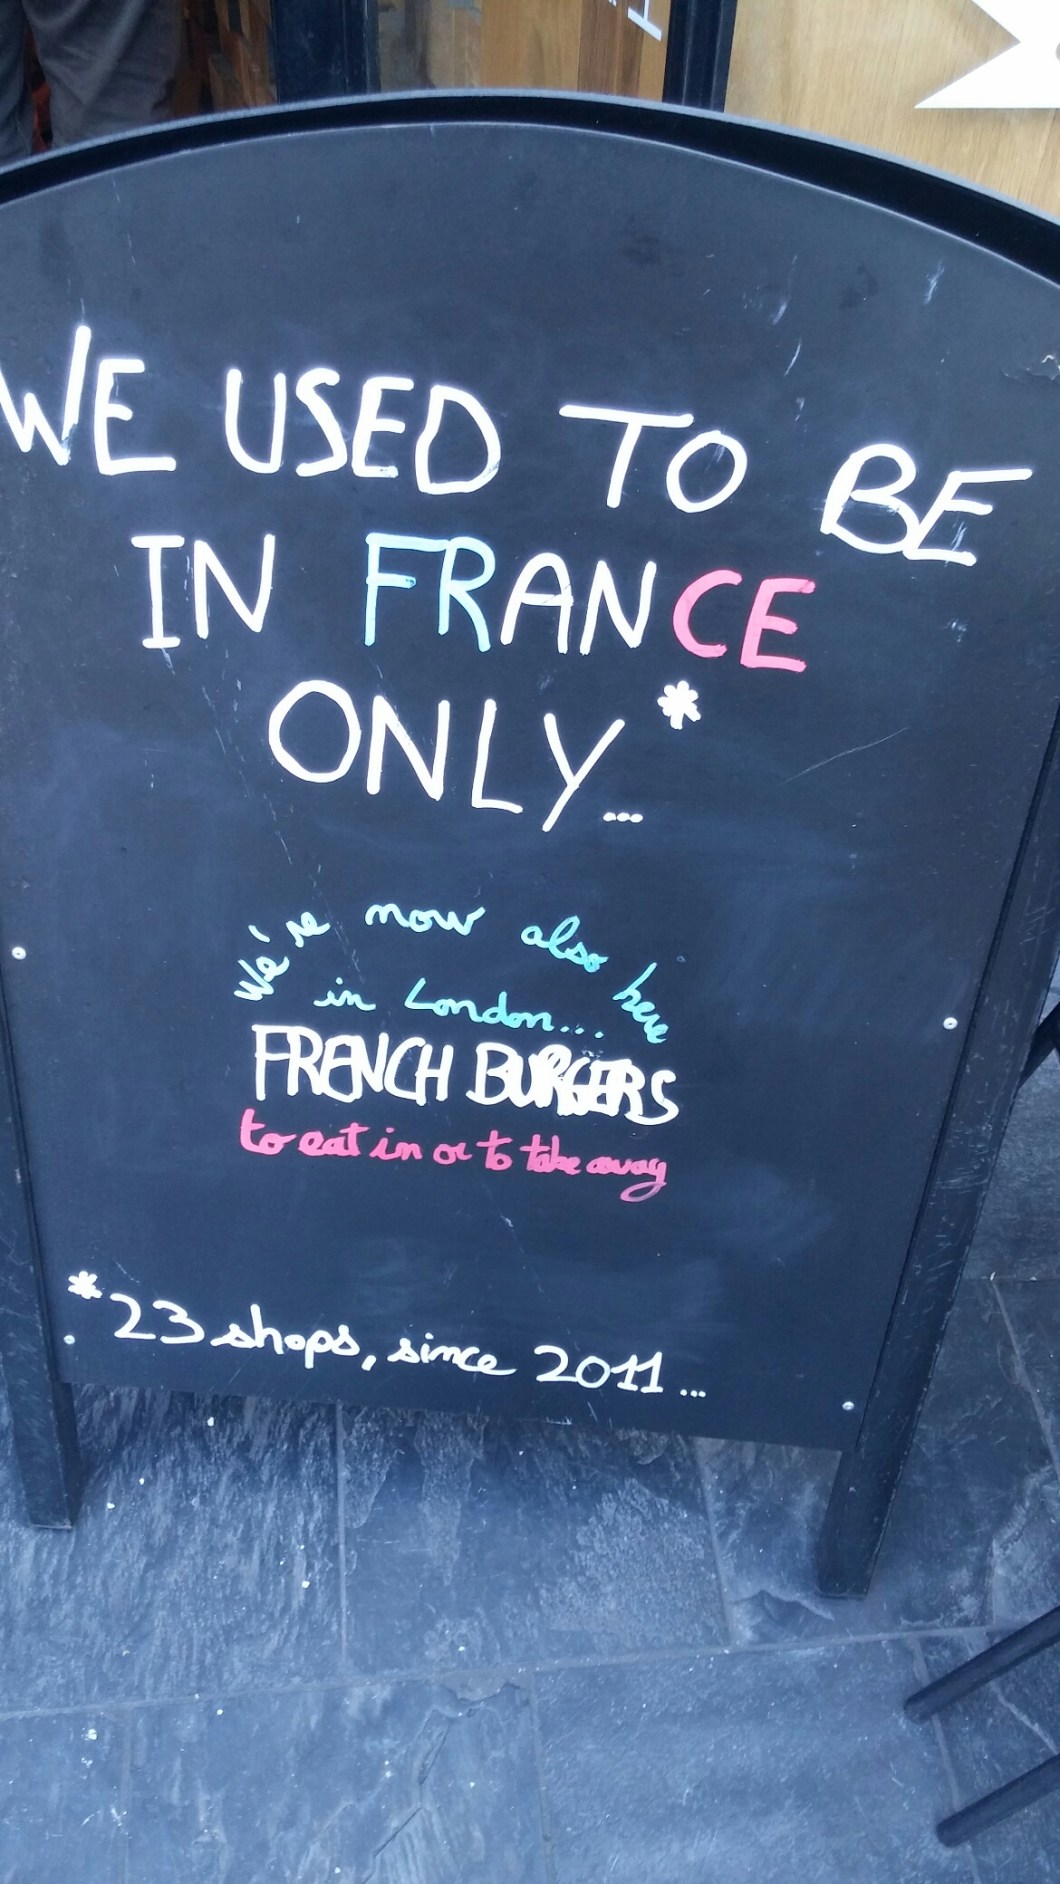 WE USED TO BE
IN FRANCE
ONLY...*
We're now also here
in London...
FRENCH BURGERS
to eat in or to take away
*23 shops, since 2011...